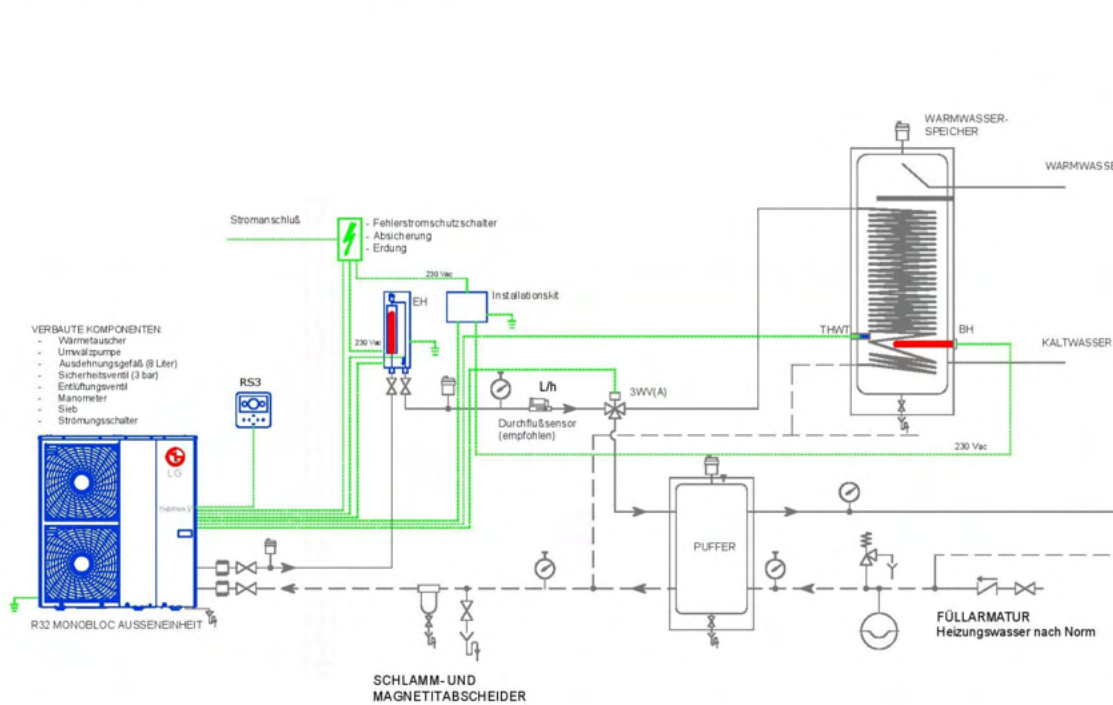 WARMWASSER-
SPEICHER
WARMWASSE
Stromanschluß
- Fehlerstromschutzschalter
- Absicherung
- Erdung
230 Vac
EH
Installationskit
230 Vac
THWT
BH
KALTWASSER
VERBAUTE KOMPONENTEN:
- Wärmetauscher
- Umwälzpumpe
- Ausdehnungsgefäß (8 Liter)
- Sicherheitsventil (3 bar)
- Entlüftungsventil
- Manometer
- Sieb
- Strömungsschalter
RS3
L/h
3WV(A)
Durchflußsensor
(empfohlen)
230 Vac
LG
THERMA V
PUFFER
R32 MONOBLOC AUSSENEINHEIT
FÜLLARMATUR
Heizungswasser nach Norm
SCHLAMM- UND
MAGNETITABSCHEIDER